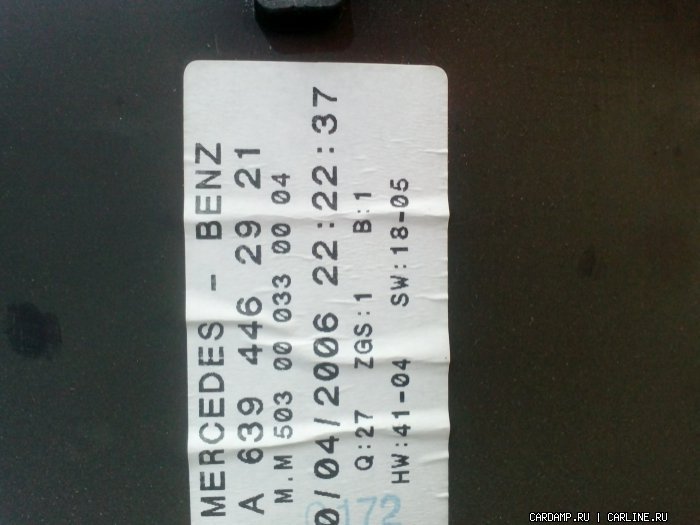 MERCEDES - BENZ
A 639 446 29 21
M.M 503 00 033 00 04
0/04/2006 22:22:37
Q:27 ZGS:1 B:1
HW:41-04 SW:18-05
172
CARDAMP.RU | CARLINE.RU